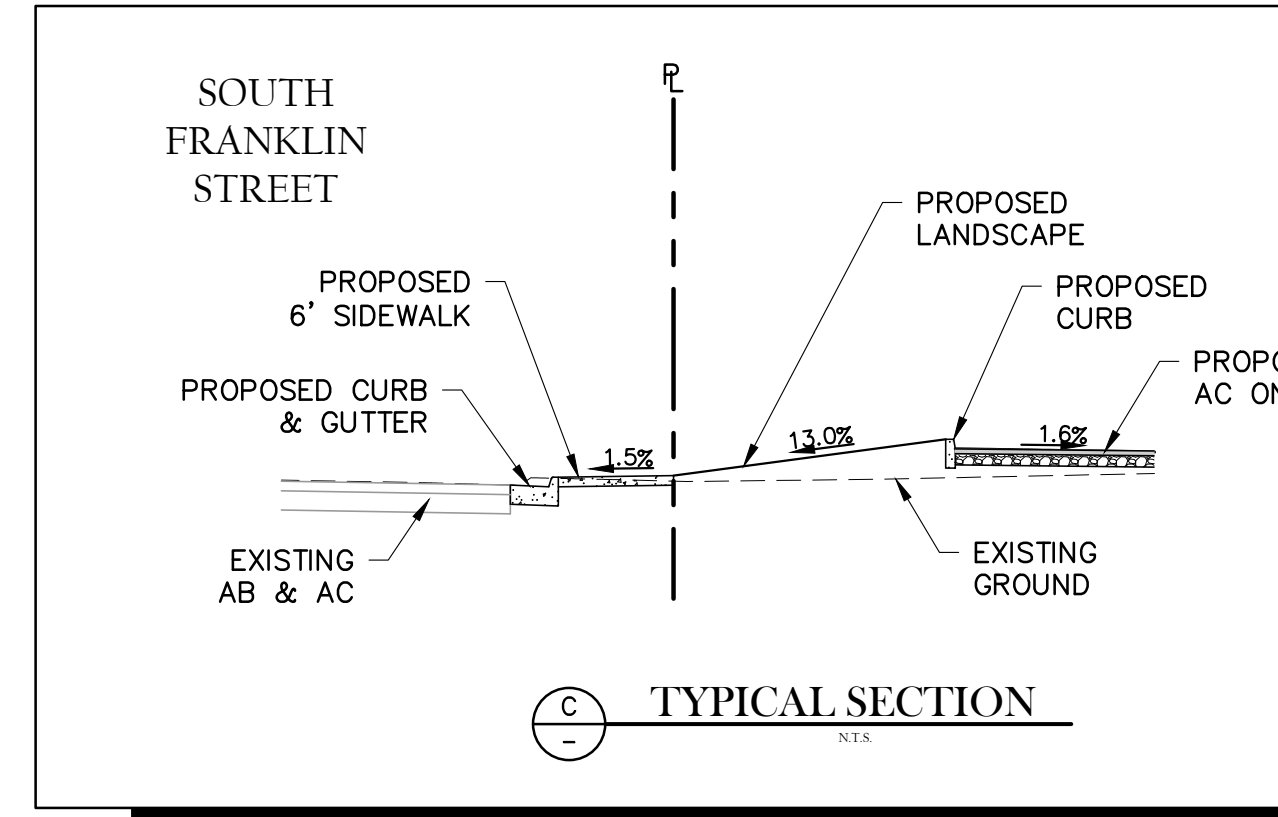 SOUTH
FRANKLIN
STREET
PL
PROPOSED
LANDSCAPE
PROPOSED
6' SIDEWALK
PROPOSED
CURB
PROPOSED CURB
& GUTTER
AC
1.5%
13.0%
1.6%
EXISTING
AB & AC
EXISTING
GROUND
C
–
TYPICAL SECTION
N.T.S.